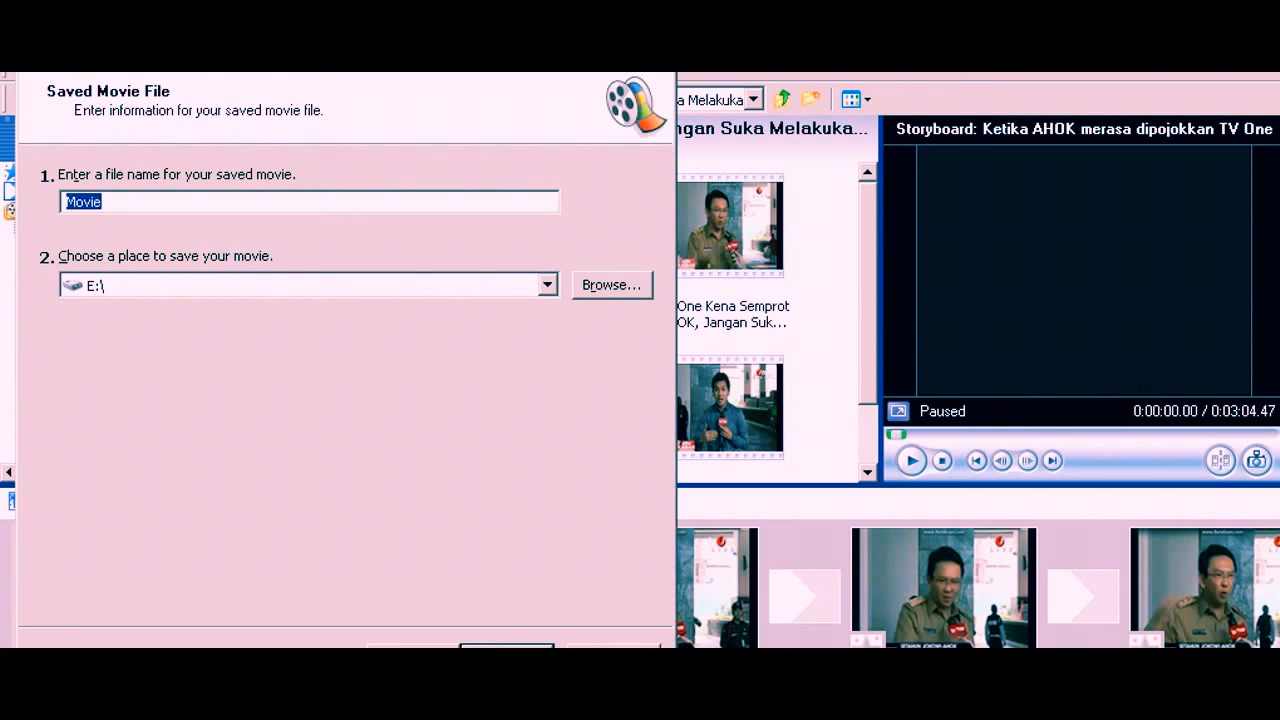 Saved Movie File
Enter information for your saved movie file.
1. Enter a file name for your saved movie.
Movie
2. Choose a place to save your movie.
E:\
Browse...
a Melakuka
ngan Suka Melakuka...
One Kena Semprot
OK, Jangan Suk...
Storyboard: Ketika AHOK merasa dipojokkan TV One
Paused
0:00:00.00 / 0:03:04.47